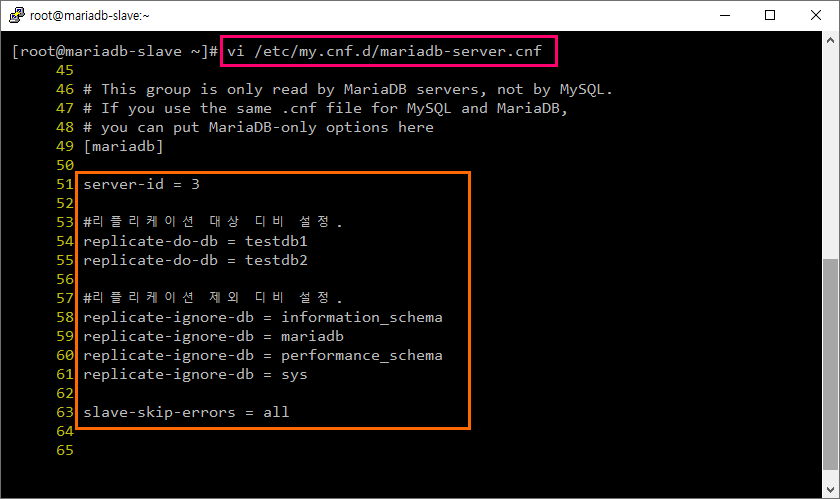 root@mariadb-slave:~
[root@mariadb-slave ~]# vi /etc/my.cnf.d/mariadb-server.cnf
45
46 # This group is only read by MariaDB servers, not by MySQL.
47 # If you use the same .cnf file for MySQL and MariaDB,
48 # you can put MariaDB-only options here
49 [mariadb]
50
51 server-id = 3
52
53 #리플리케이션 대상 디비 설정.
54 replicate-do-db = testdb1
55 replicate-do-db = testdb2
56
57 #리플리케이션 제외 디비 설정.
58 replicate-ignore-db = information_schema
59 replicate-ignore-db = mariadb
60 replicate-ignore-db = performance_schema
61 replicate-ignore-db = sys
62
63 slave-skip-errors = all
64
65